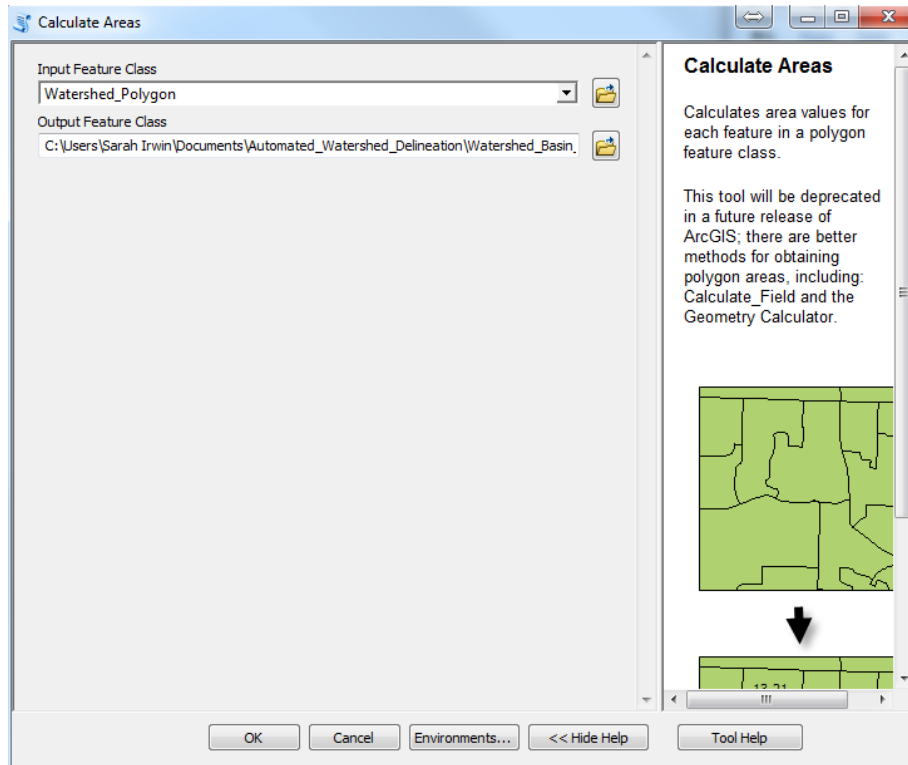 Calculate Areas
Input Feature Class
Watershed_Polygon
Output Feature Class
C:\Users\Sarah Irwin\Documents\Automated_Watershed_Delineation\Watershed_Basin_
Calculate Areas
Calculates area values for
each feature in a polygon
feature class.
This tool will be deprecated
in a future release of
ArcGIS; there are better
methods for obtaining
polygon areas, including:
Calculate_Field and the
Geometry Calculator.
OK
Cancel
Environments...
<< Hide Help
Tool Help